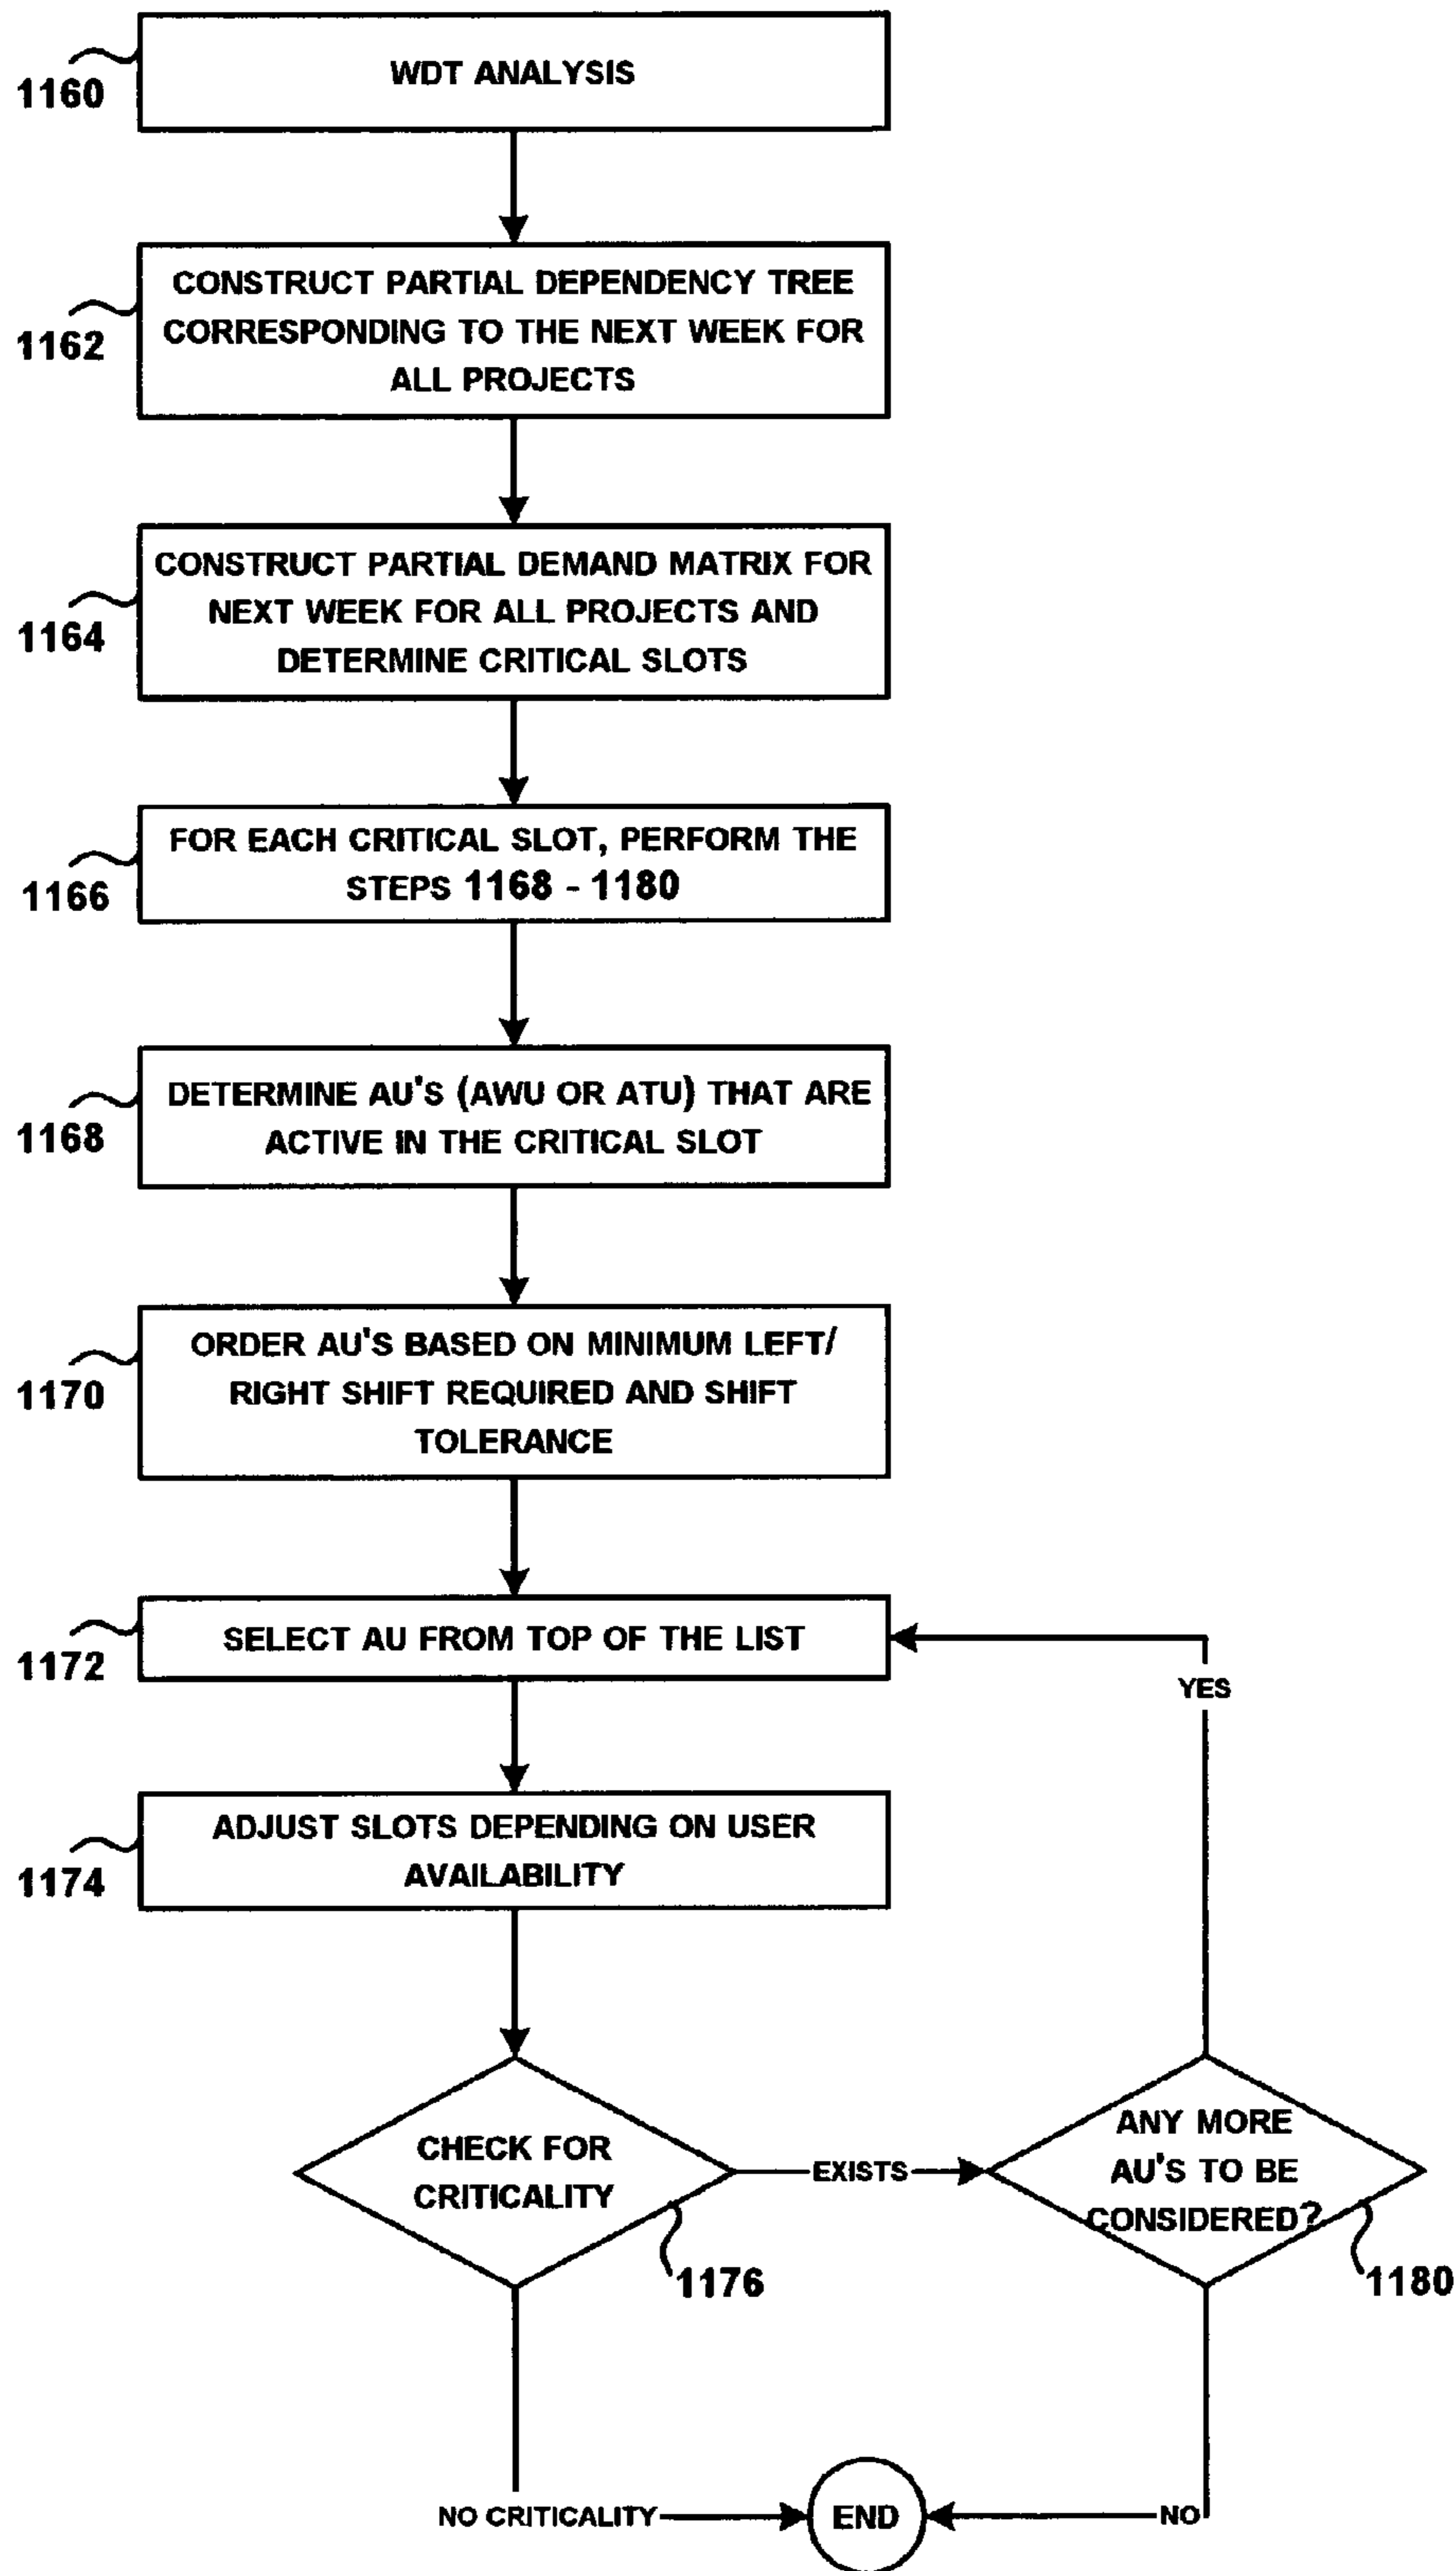 WDT ANALYSIS
1160
CONSTRUCT PARTIAL DEPENDENCY TREE
CORRESPONDING TO THE NEXT WEEK FOR
ALL PROJECTS
1162
CONSTRUCT PARTIAL DEMAND MATRIX FOR
NEXT WEEK FOR ALL PROJECTS AND
DETERMINE CRITICAL SLOTS
1164
FOR EACH CRITICAL SLOT, PERFORM THE
STEPS 1168 - 1180
1166
DETERMINE AU'S (AWU OR ATU) THAT ARE
ACTIVE IN THE CRITICAL SLOT
1168
ORDER AU'S BASED ON MINIMUM LEFT/
RIGHT SHIFT REQUIRED AND SHIFT
TOLERANCE
1170
SELECT AU FROM TOP OF THE LIST
1172
YES
ADJUST SLOTS DEPENDING ON USER
AVAILABILITY
1174
CHECK FOR
CRITICALITY
1176
EXISTS
ANY MORE
AU'S TO BE
CONSIDERED?
1180
NO CRITICALITY
END
NO